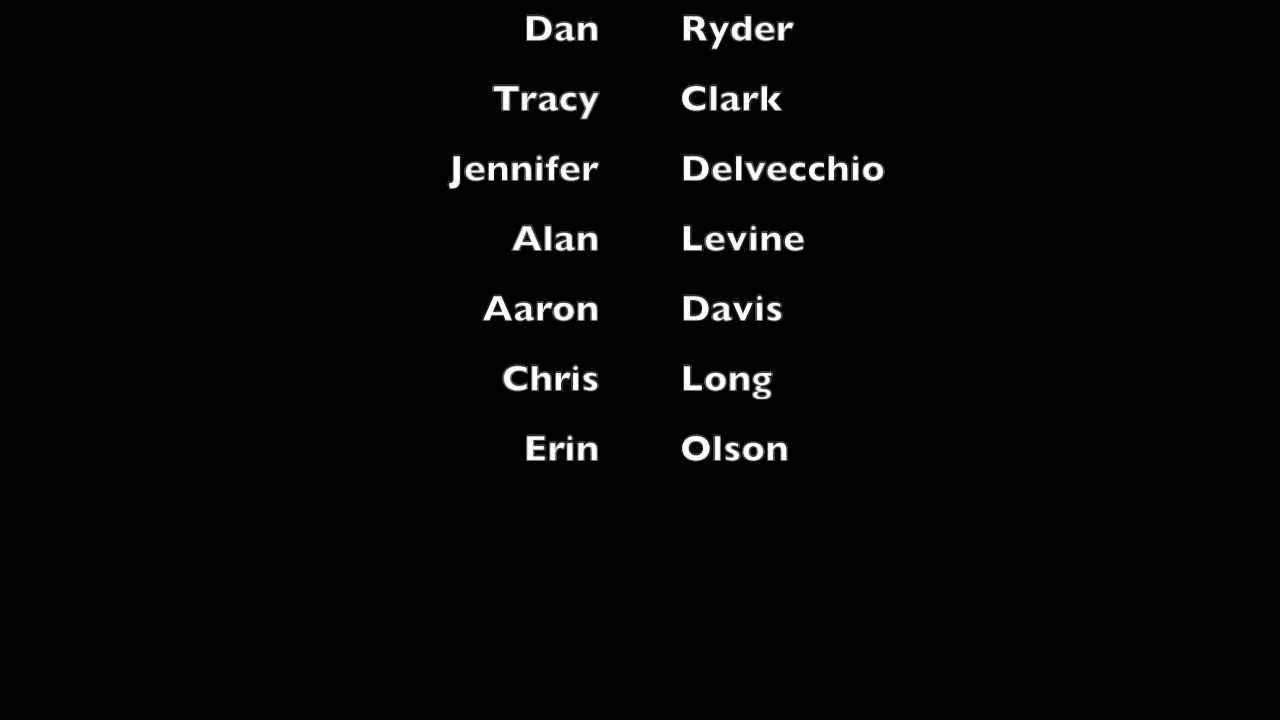 Dan Ryder
Tracy Clark
Jennifer Delvecchio
Alan Levine
Aaron Davis
Chris Long
Erin Olson